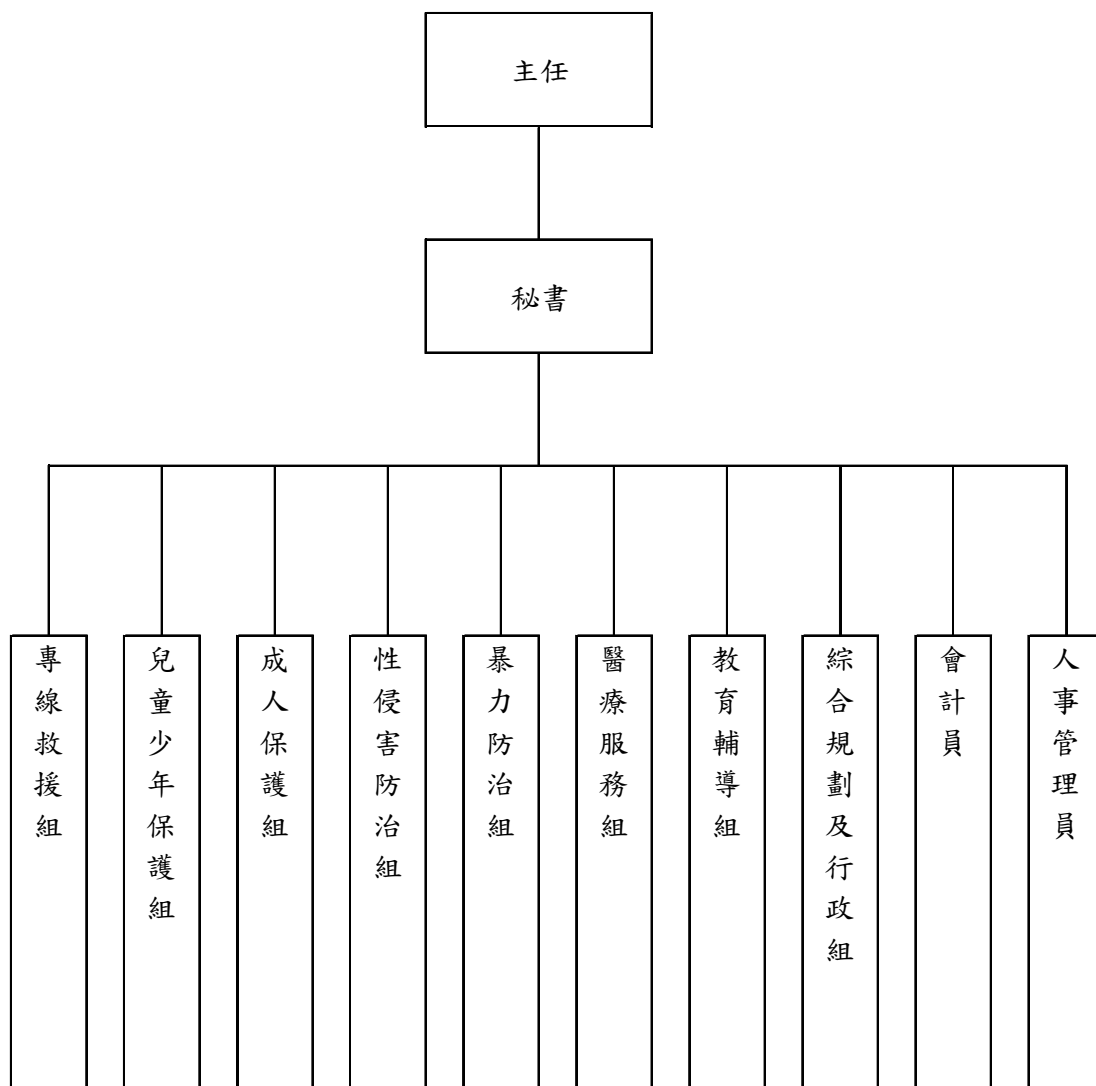 主任
秘書
專線救援組
兒童少年保護組
成人保護組
性侵害防治組
暴力防治組
醫療服務組
教育輔導組
綜合規劃及行政組
會計員
人事管理員